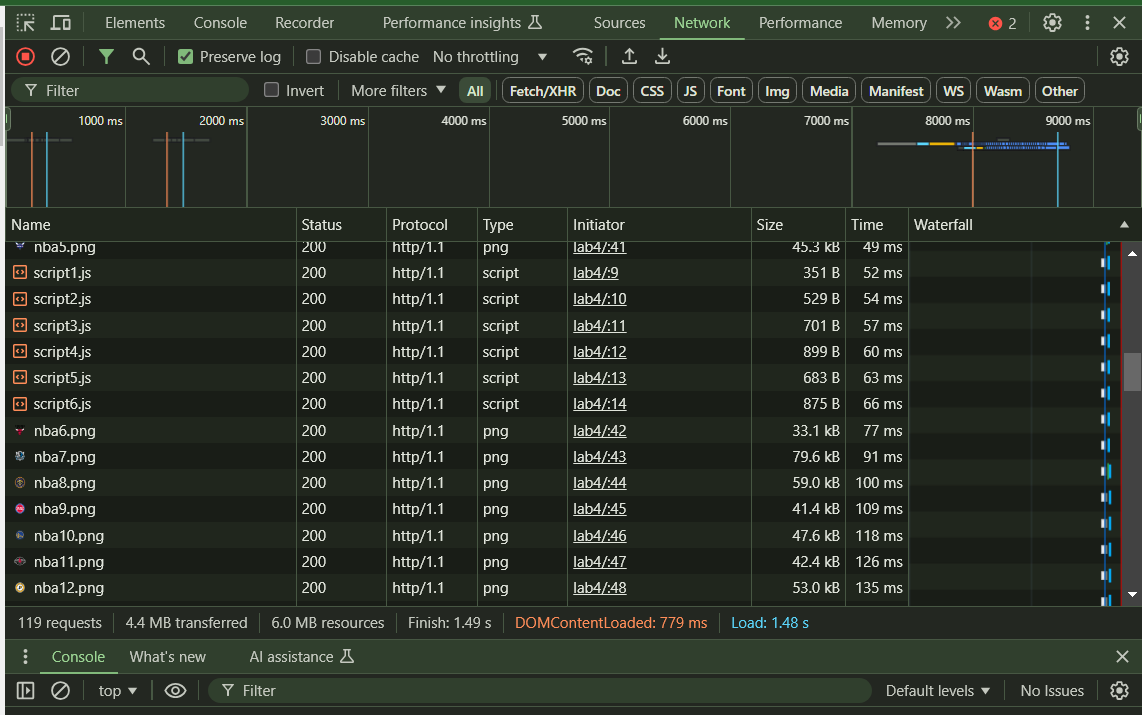 Elements Console Recorder Performance insights Sources Network Performance Memory 2
Preserve log Disable cache No throttling
Filter Invert More filters All Fetch/XHR Doc CSS JS Font Img Media Manifest WS Wasm Other
1000 ms 2000 ms 3000 ms 4000 ms 5000 ms 6000 ms 7000 ms 8000 ms 9000 ms
Name Status Protocol Type Initiator Size Time Waterfall
nba5.png 200 http/1.1 png lab4/:41 45.3 kB 49 ms
script1.js 200 http/1.1 script lab4/:9 351 B 52 ms
script2.js 200 http/1.1 script lab4/:10 529 B 54 ms
script3.js 200 http/1.1 script lab4/:11 701 B 57 ms
script4.js 200 http/1.1 script lab4/:12 899 B 60 ms
script5.js 200 http/1.1 script lab4/:13 683 B 63 ms
script6.js 200 http/1.1 script lab4/:14 875 B 66 ms
nba6.png 200 http/1.1 png lab4/:42 33.1 kB 77 ms
nba7.png 200 http/1.1 png lab4/:43 79.6 kB 91 ms
nba8.png 200 http/1.1 png lab4/:44 59.0 kB 100 ms
nba9.png 200 http/1.1 png lab4/:45 41.4 kB 109 ms
nba10.png 200 http/1.1 png lab4/:46 47.6 kB 118 ms
nba11.png 200 http/1.1 png lab4/:47 42.4 kB 126 ms
nba12.png 200 http/1.1 png lab4/:48 53.0 kB 135 ms
119 requests 4.4 MB transferred 6.0 MB resources Finish: 1.49 s DOMContentLoaded: 779 ms Load: 1.48 s
Console What's new AI assistance
top Filter Default levels No Issues